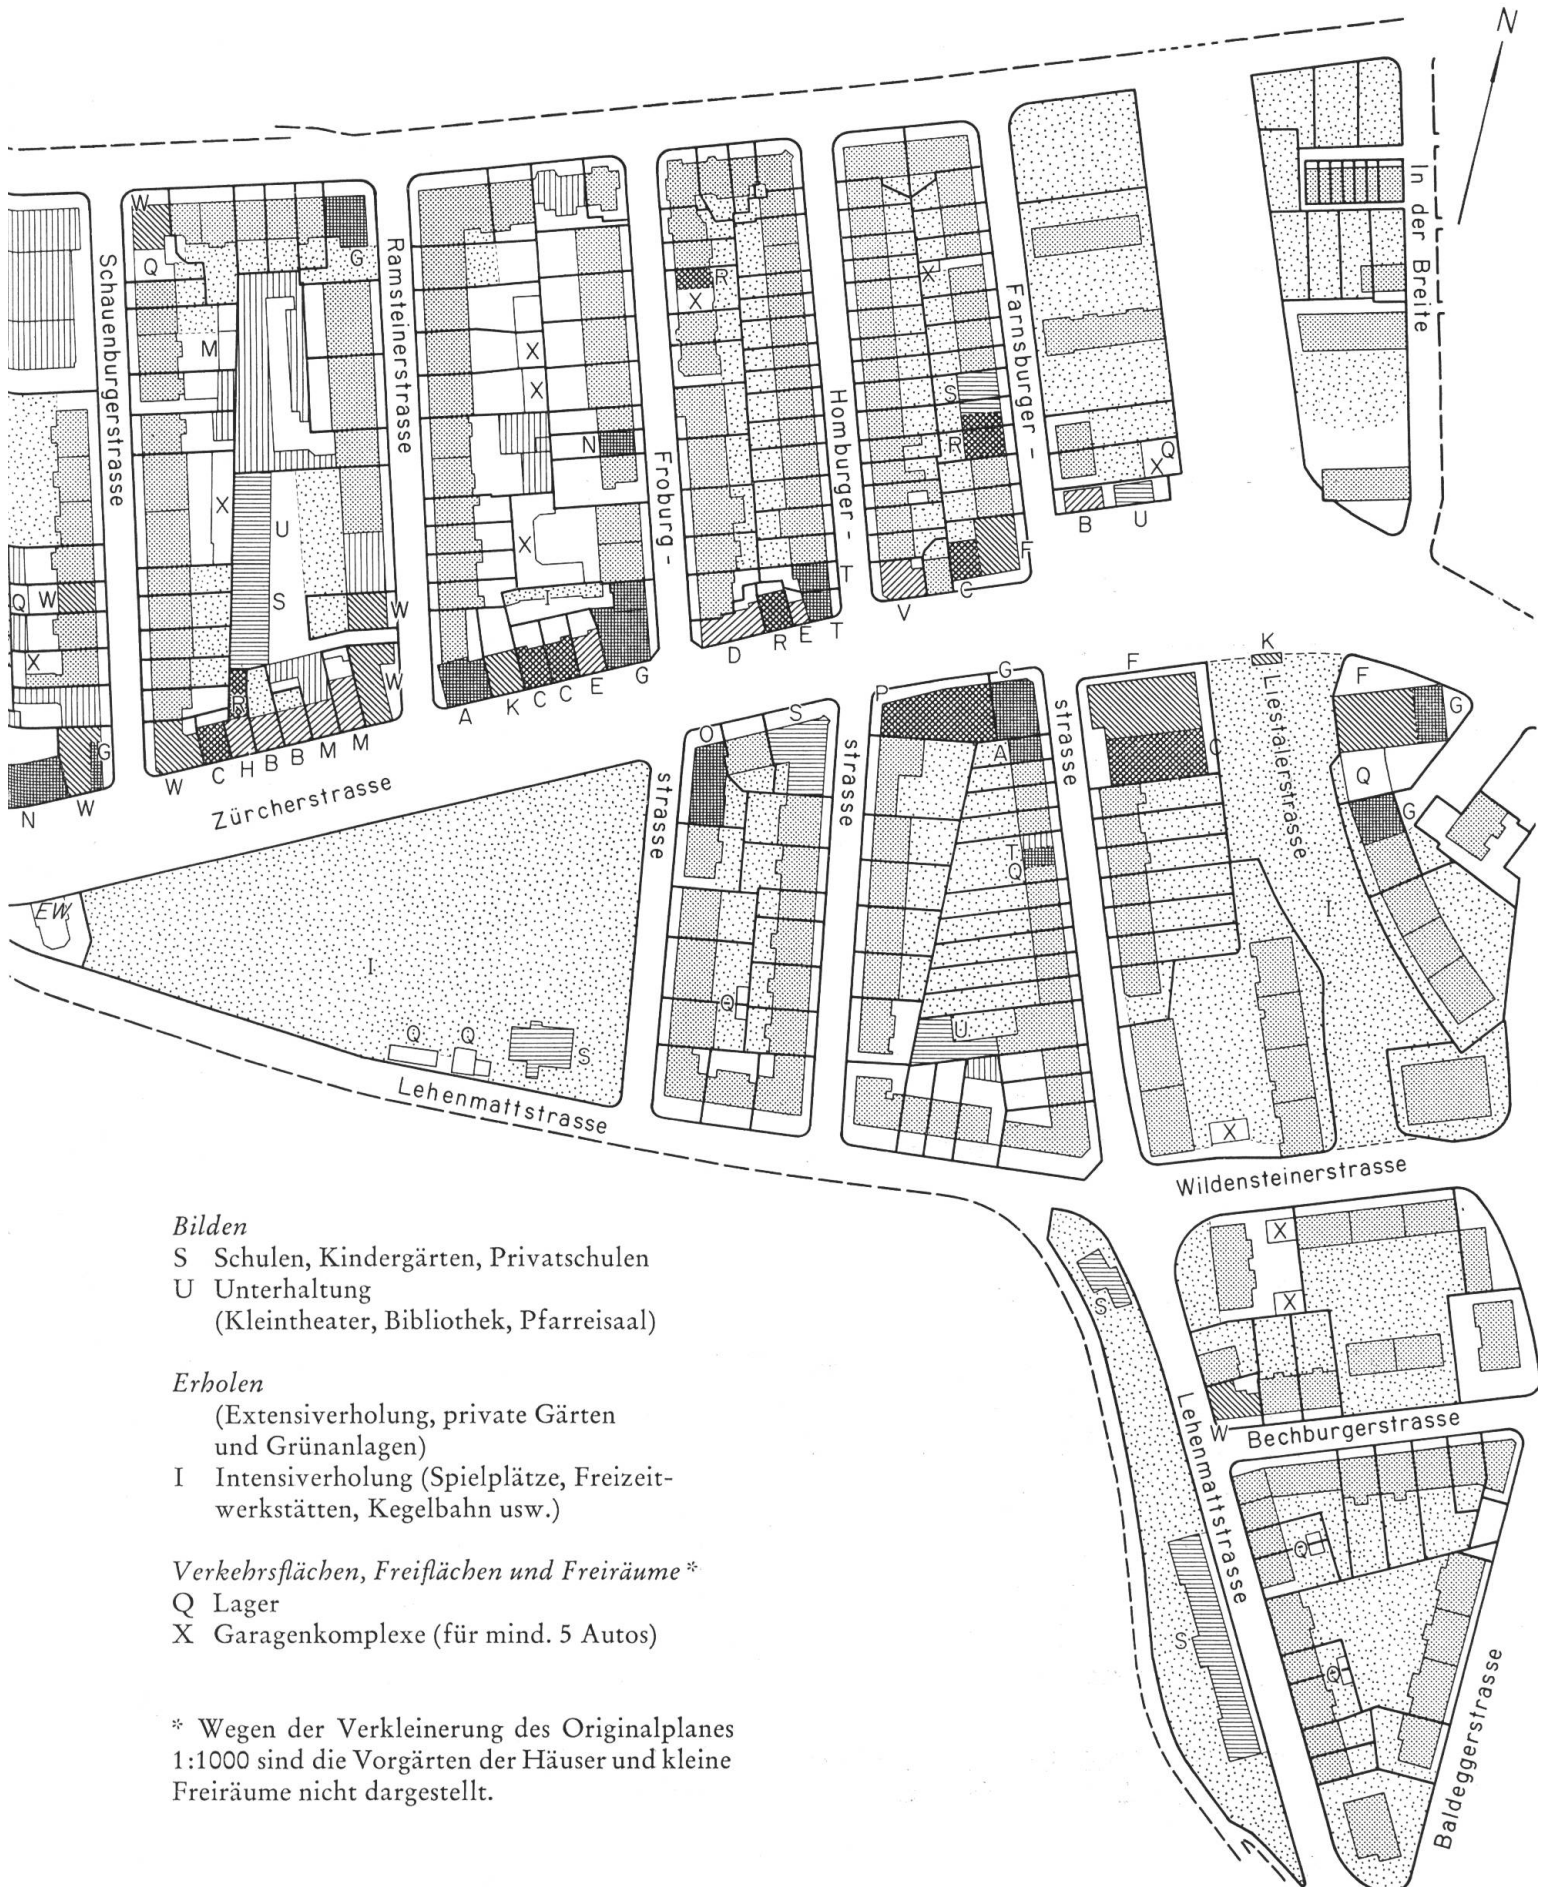 N
In der Breite
Schauenburgerstrasse
Ramsteinerstrasse
Froburg-
strasse
Homburger-
strasse
Farnsburger-
strasse
W
Q
G
M
X
U
S
W
W
Q
W
X
G
N
W
W
C
R
H
B
B
M
M
X
X
N
X
I
A
K
C
C
E
G
R
X
D
R
E
T
T
X
S
R
F
V
C
Q
X
B
U
Zürcherstrasse
EW.
I
Q
Q
S
Lehenmattstrasse
O
S
Q
P
G
A
T
Q
U
F
C
K
Liestalerstrasse
I
X
F
G
Q
G
Wildensteinerstrasse
X
X
S
W
Bechburgerstrasse
Lehenmattstrasse
Q
S
Q
Baldeggerstrasse
Bilden
S Schulen, Kindergärten, Privatschulen
U Unterhaltung
(Kleintheater, Bibliothek, Pfarreisaal)
Erholen
(Extensiverholung, private Gärten
und Grünanlagen)
I Intensiverholung (Spielplätze, Freizeit-
werkstätten, Kegelbahn usw.)
Verkehrsflächen, Freiflächen und Freiräume *
Q Lager
X Garagenkomplexe (für mind. 5 Autos)
* Wegen der Verkleinerung des Originalplanes
1:1000 sind die Vorgärten der Häuser und kleine
Freiräume nicht dargestellt.